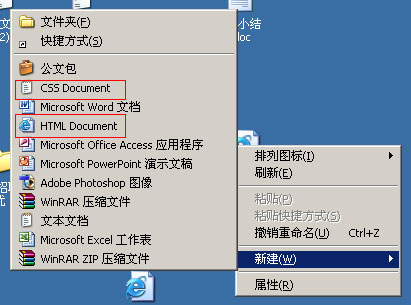 文件夹(F)
快捷方式(S)
公文包
CSS Document
Microsoft Word 文档
HTML Document
Microsoft Office Access 应用程序
Microsoft PowerPoint 演示文稿
Adobe Photoshop 图像
WinRAR 压缩文件
文本文档
Microsoft Excel 工作表
WinRAR ZIP 压缩文件
小结
doc
文
2)
排列图标(I)
刷新(E)
粘贴(P)
粘贴快捷方式(S)
撤销重命名(U) Ctrl+Z
新建(W)
属性(R)